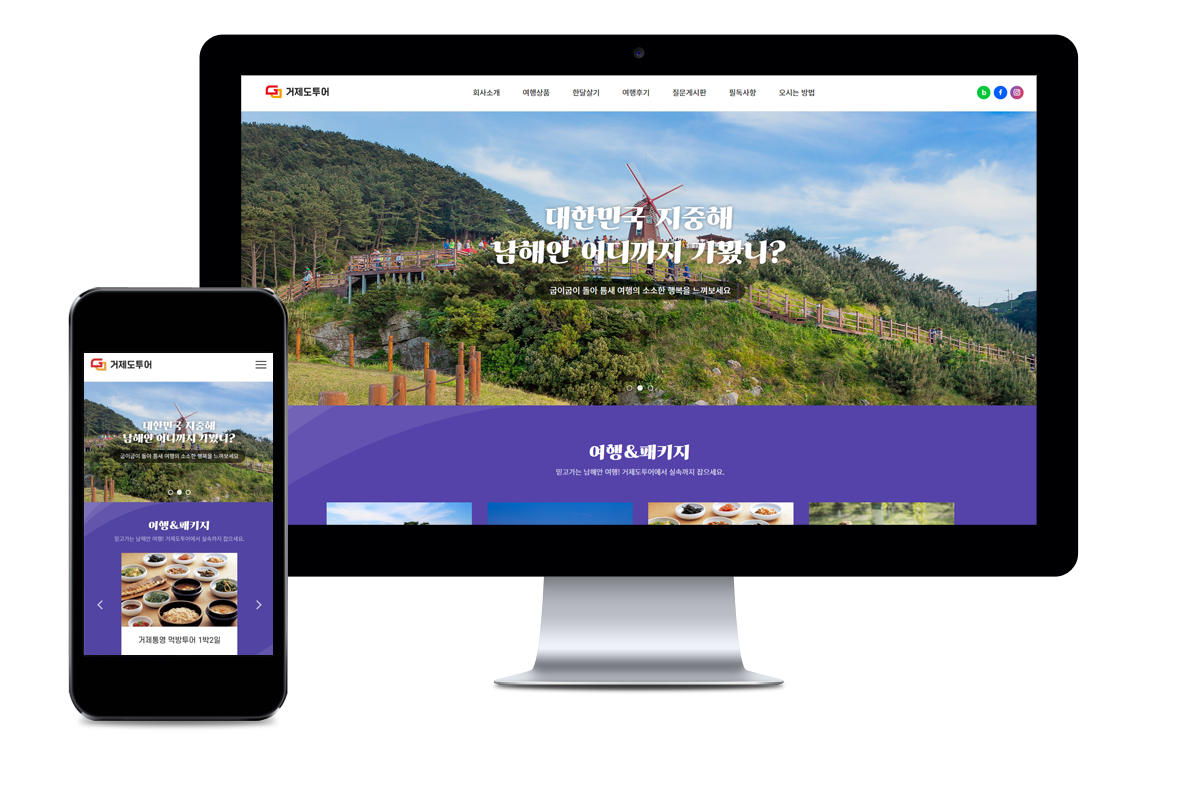 거제도투어
회사소개 여행상품 한달살기 여행후기 질문게시판 필독사항 오시는 방법
b f
대한민국 지중해
남해안 어디까지 가봤니?
굽이굽이 돌아 틈새 여행의 소소한 행복을 느껴보세요
여행&패키지
믿고가는 남해안 여행! 거제도투어에서 실속까지 잡으세요.
거제도투어
대한민국 지중해
남해안 어디까지 가봤니?
굽이굽이 돌아 틈새 여행의 소소한 행복을 느껴보세요
여행&패키지
믿고가는 남해안 여행! 거제도투어에서 실속까지 잡으세요.
거제통영 먹방투어 1박2일